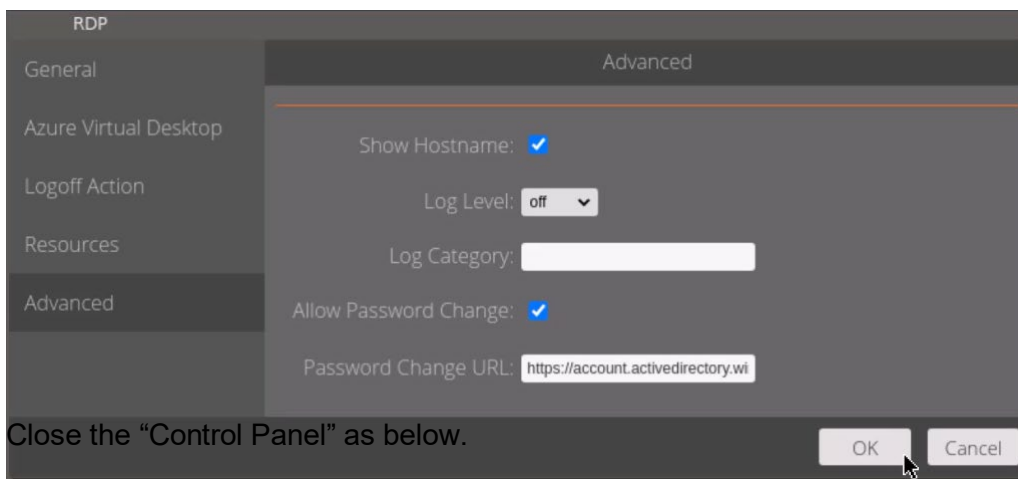 RDP
General
Advanced
Azure Virtual Desktop
Show Hostname:
Logoff Action
Log Level: off
Resources
Log Category:
Advanced
Allow Password Change:
Password Change URL: https://account.activedirectory.wi
Close the “Control Panel” as below.
OK Cancel